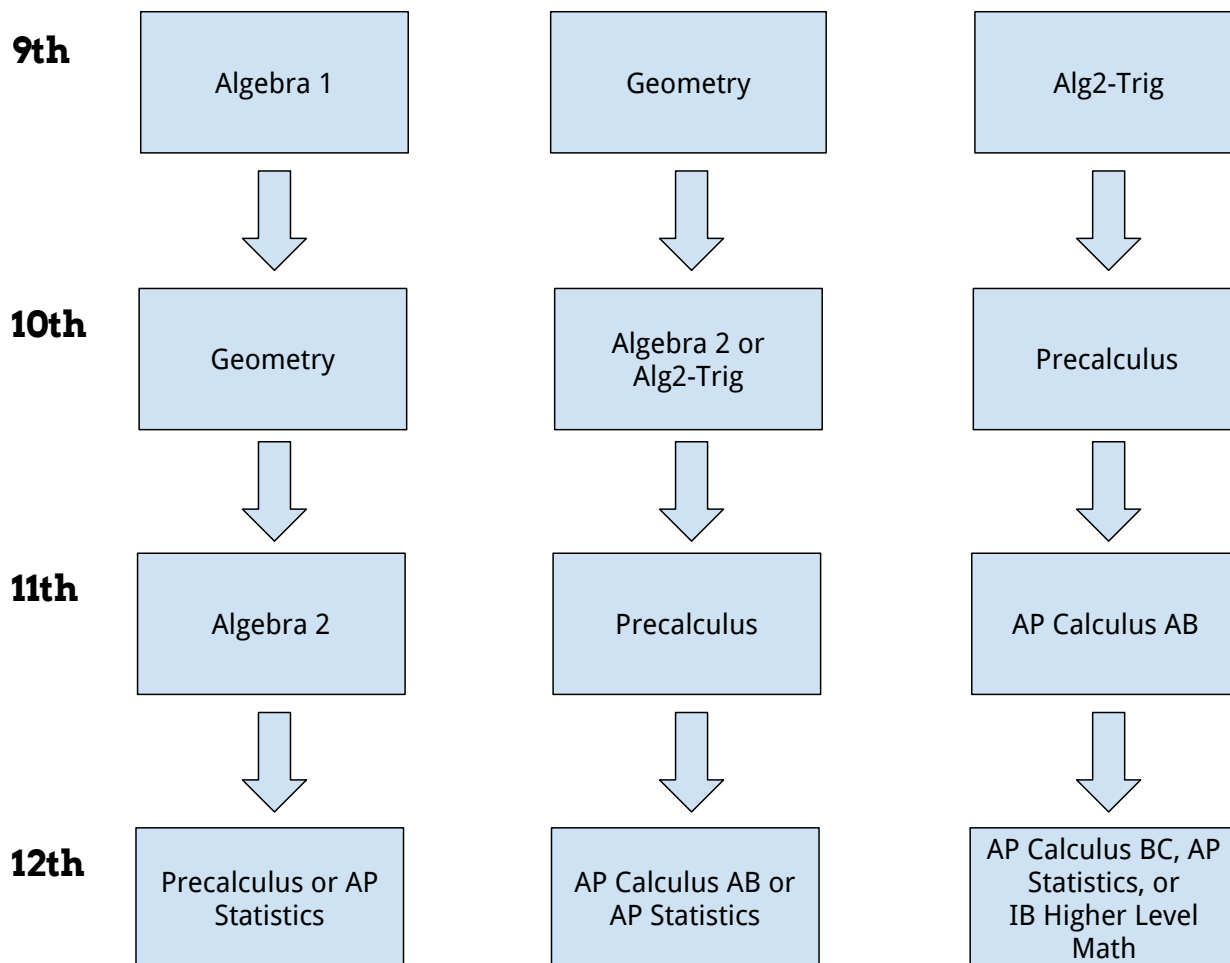 9th
Algebra 1
Geometry
Alg2-Trig
10th
Geometry
Algebra 2 or
Alg2-Trig
Precalculus
11th
Algebra 2
Precalculus
AP Calculus AB
12th
Precalculus or AP
Statistics
AP Calculus AB or
AP Statistics
AP Calculus BC, AP
Statistics, or
IB Higher Level
Math